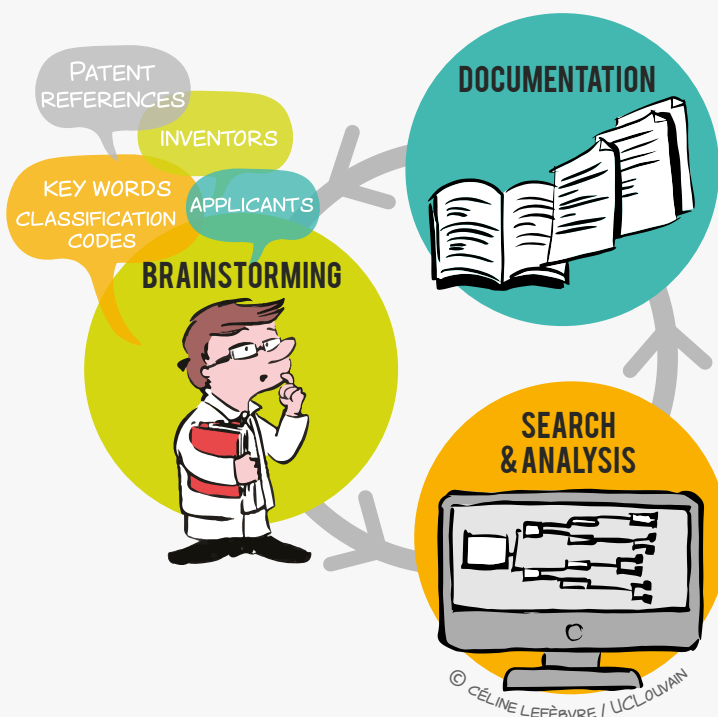 PATENT
REFERENCES
INVENTORS
KEY WORDS
CLASSIFICATION
CODES
APPLICANTS
BRAINSTORMING
DOCUMENTATION
SEARCH
& ANALYSIS
© CÉLINE LEFÈBVRE / UCLOUVAIN